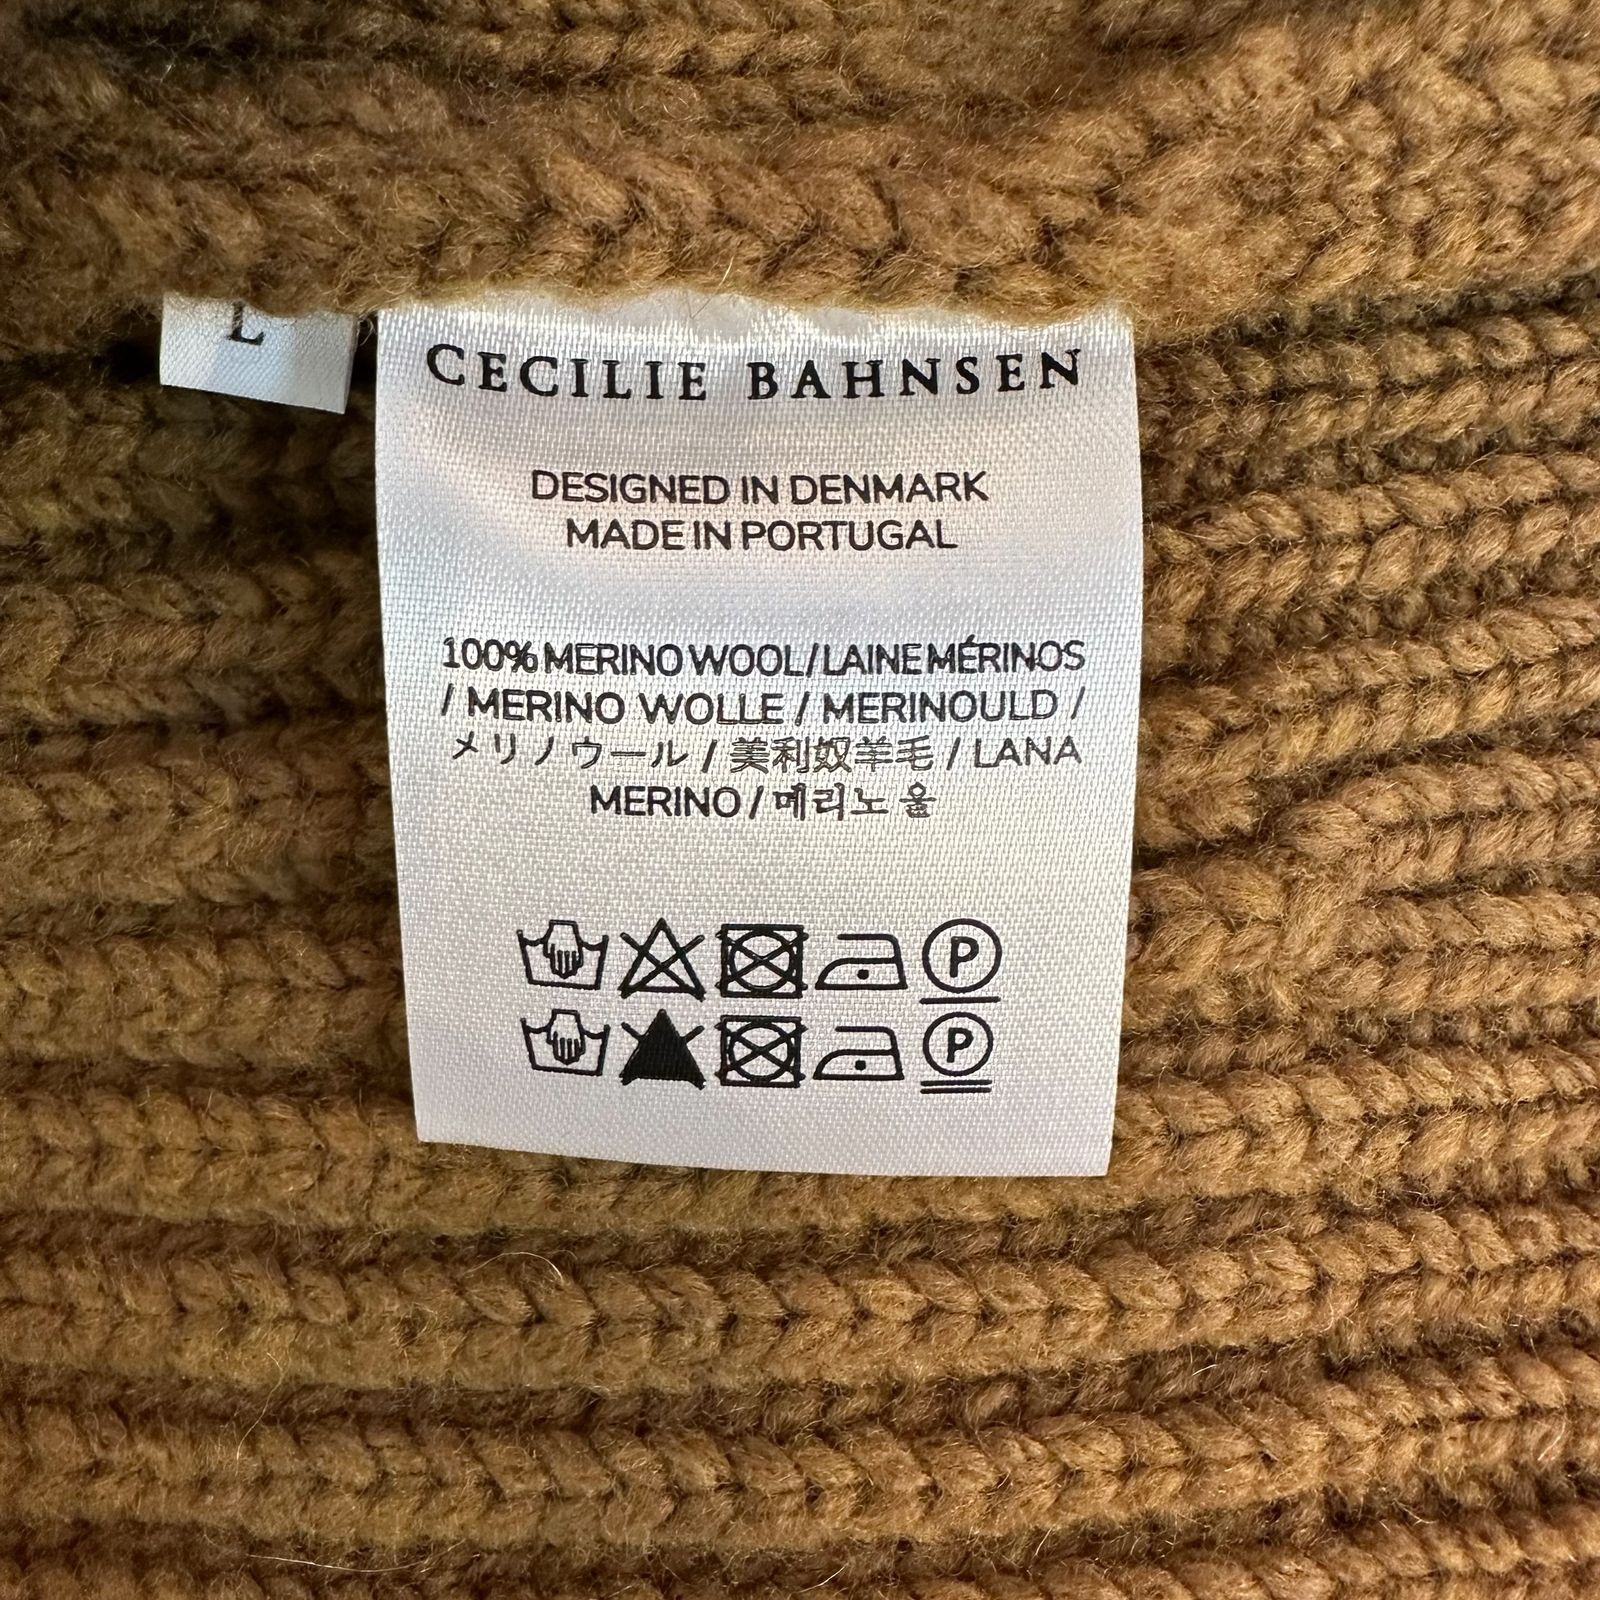 L
CECILIE BAHNSEN
DESIGNED IN DENMARK
MADE IN PORTUGAL
100% MERINO WOOL / LAINE MÉRINOS
/ MERINO WOLLE / MERINOULD /
メリノウール / 美利奴羊毛 / LANA
MERINO / 메리노 울
P
P